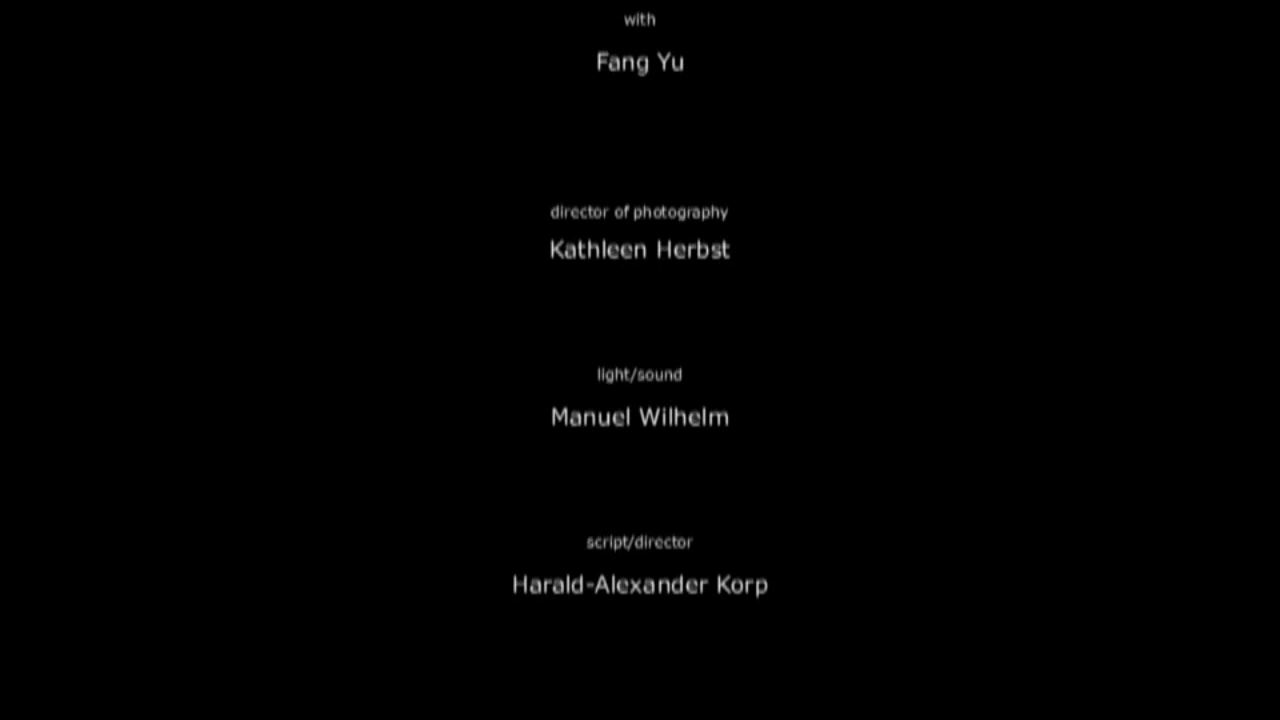 with
Fang Yu
director of photography
Kathleen Herbst
light/sound
Manuel Wilhelm
script/director
Harald-Alexander Korp